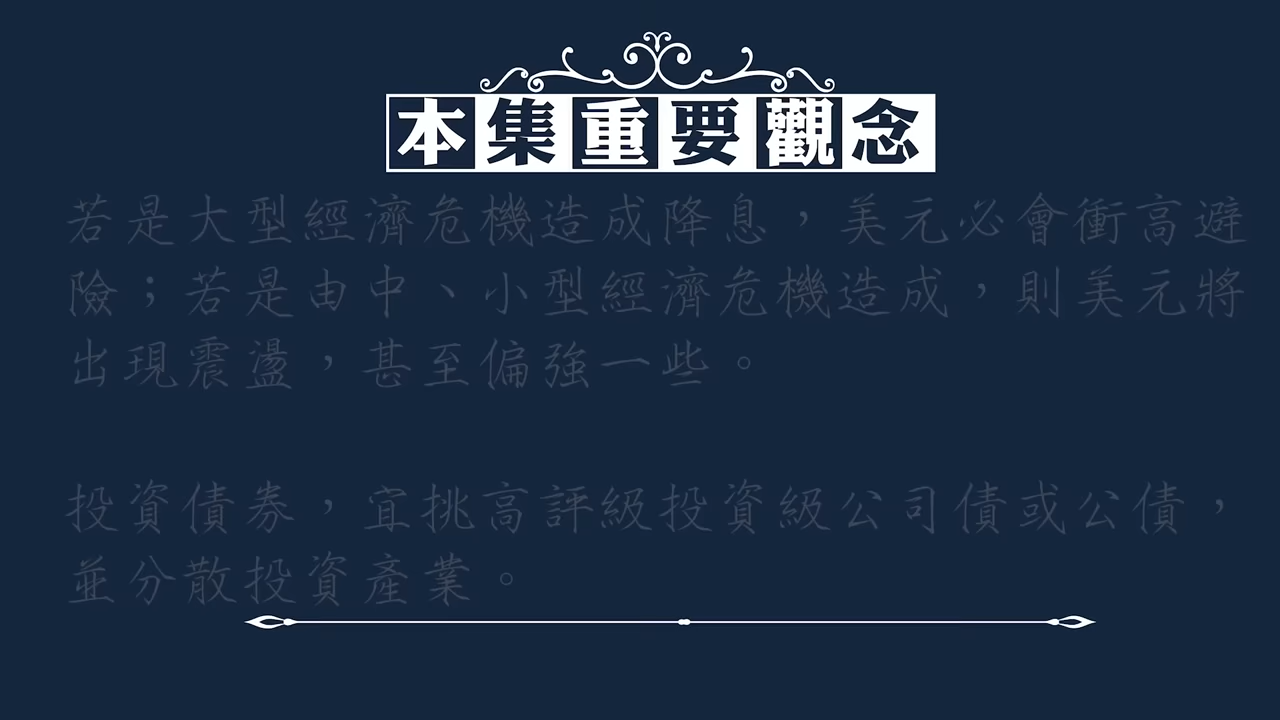 本集重要觀念
若是大型經濟危機造成降息，美元必會衝高避
險；若是由中、小型經濟危機造成，則美元將
出現震盪，甚至偏強一些。
投資債券，宜挑高評級投資級公司債或公債，
並分散投資產業。